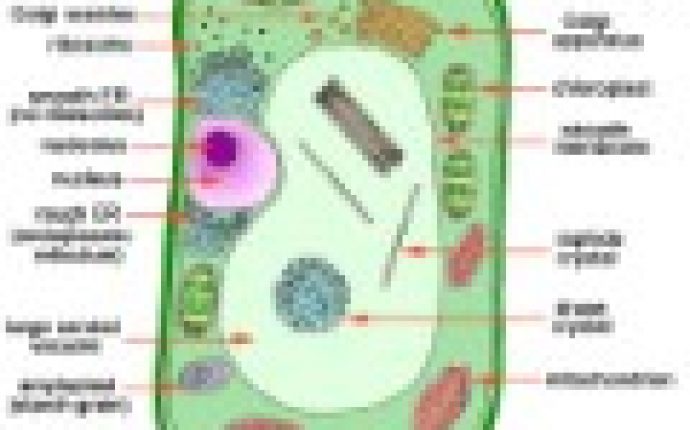 Golgi vesicles
ribosome
smooth ER
(no ribosomes)
nucleolus
nucleus
rough ER
(endoplasmic
reticulum)
large central
vacuole
amyloplast
(starch grain)
Golgi
apparatus
chloroplast
vacuole
membrane
raphide
crystal
druse
crystal
mitochondrion